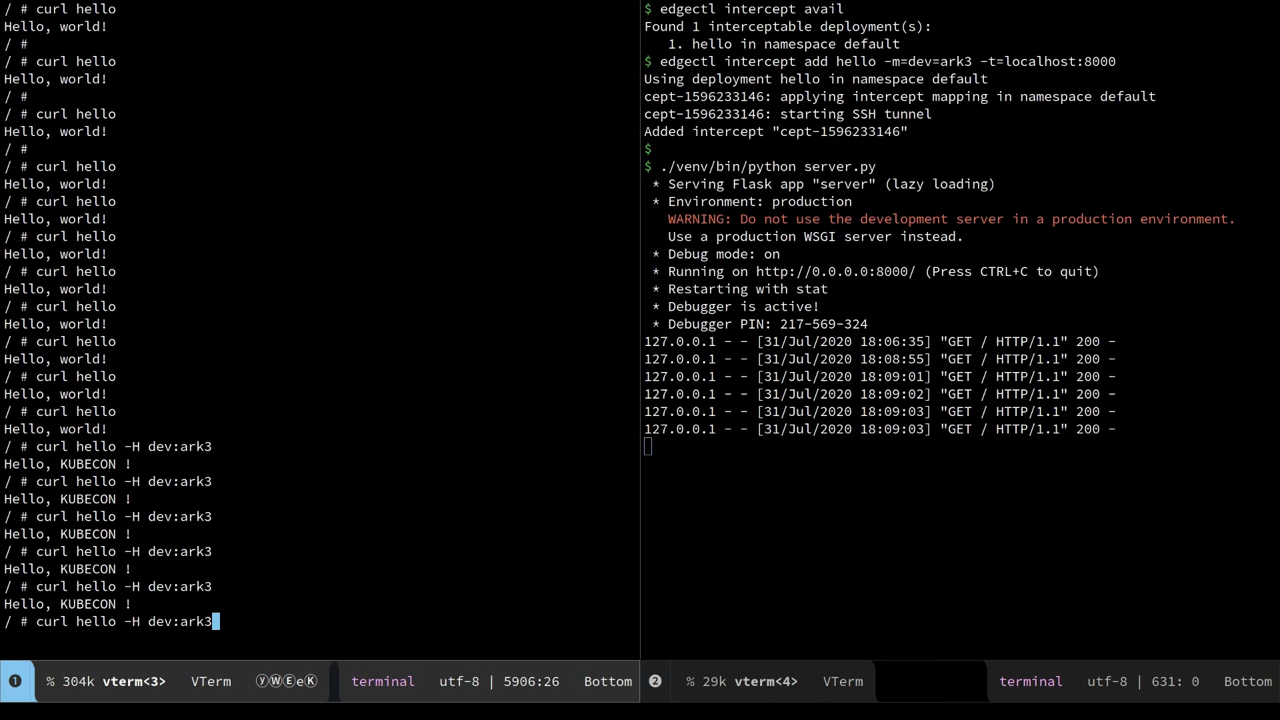 / # curl hello
Hello, world!
/ #
/ # curl hello
Hello, world!
/ #
/ # curl hello
Hello, world!
/ #
/ # curl hello
Hello, world!
/ # curl hello
Hello, world!
/ # curl hello
Hello, world!
/ # curl hello
Hello, world!
/ # curl hello
Hello, world!
/ # curl hello
Hello, world!
/ # curl hello
Hello, world!
/ # curl hello
Hello, world!
/ # curl hello -H dev:ark3
Hello, KUBECON !
/ # curl hello -H dev:ark3
Hello, KUBECON !
/ # curl hello -H dev:ark3
Hello, KUBECON !
/ # curl hello -H dev:ark3
Hello, KUBECON !
/ # curl hello -H dev:ark3
Hello, KUBECON !
/ # curl hello -H dev:ark3
❶ % 304k vterm<3> VTerm ⓨⓌⒺeⓀ terminal utf-8 | 5906:26 Bottom
$ edgectl intercept avail
Found 1 interceptable deployment(s):
1. hello in namespace default
$ edgectl intercept add hello -m=dev=ark3 -t=localhost:8000
Using deployment hello in namespace default
cept-1596233146: applying intercept mapping in namespace default
cept-1596233146: starting SSH tunnel
Added intercept "cept-1596233146"
$
$ ./venv/bin/python server.py
* Serving Flask app "server" (lazy loading)
* Environment: production
WARNING: Do not use the development server in a production environment.
Use a production WSGI server instead.
* Debug mode: on
* Running on http://0.0.0.0:8000/ (Press CTRL+C to quit)
* Restarting with stat
* Debugger is active!
* Debugger PIN: 217-569-324
127.0.0.1 - - [31/Jul/2020 18:06:35] "GET / HTTP/1.1" 200 -
127.0.0.1 - - [31/Jul/2020 18:08:55] "GET / HTTP/1.1" 200 -
127.0.0.1 - - [31/Jul/2020 18:09:01] "GET / HTTP/1.1" 200 -
127.0.0.1 - - [31/Jul/2020 18:09:02] "GET / HTTP/1.1" 200 -
127.0.0.1 - - [31/Jul/2020 18:09:03] "GET / HTTP/1.1" 200 -
127.0.0.1 - - [31/Jul/2020 18:09:03] "GET / HTTP/1.1" 200 -
❷ % 29k vterm<4> VTerm terminal utf-8 | 631: 0 Bottom